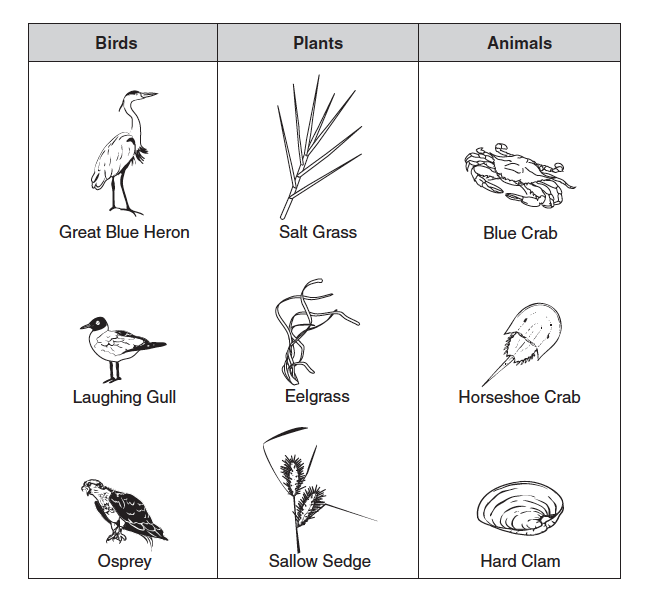 Birds Plants Animals
Great Blue Heron Salt Grass Blue Crab
Laughing Gull Eelgrass Horseshoe Crab
Osprey Sallow Sedge Hard Clam